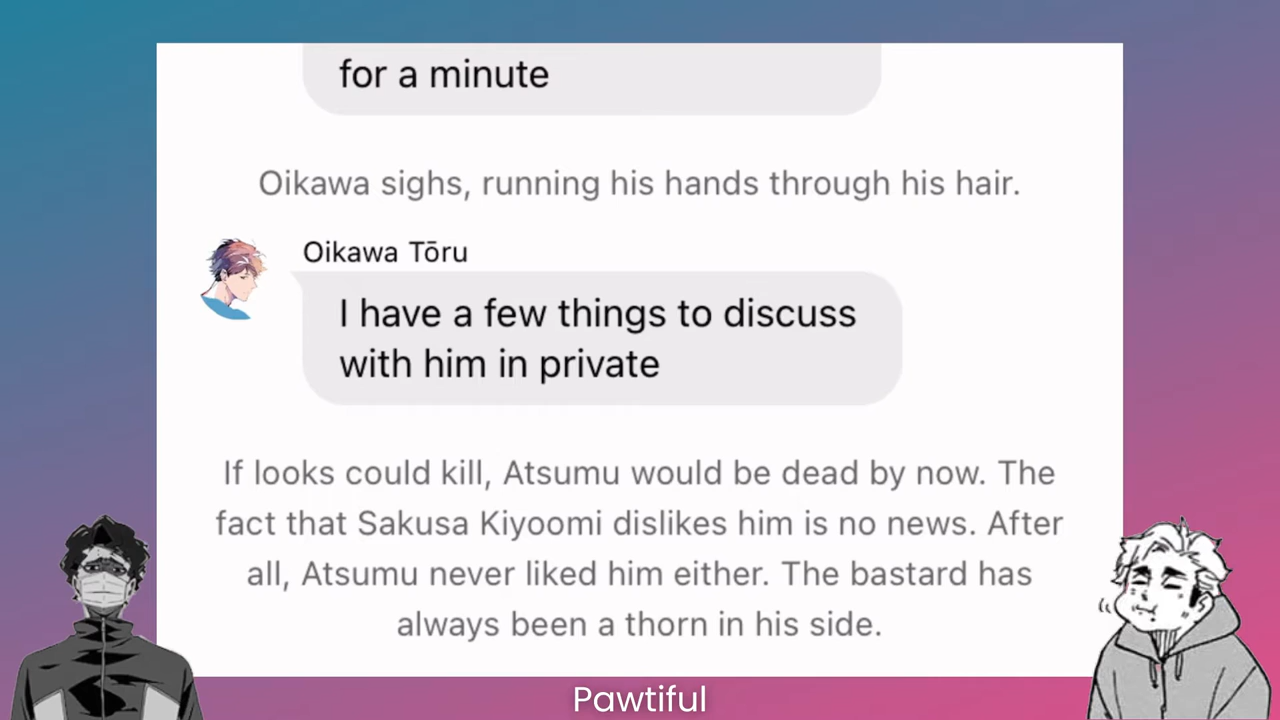 for a minute
Oikawa sighs, running his hands through his hair.
Oikawa Tōru
I have a few things to discuss
with him in private
If looks could kill, Atsumu would be dead by now. The
fact that Sakusa Kiyoomi dislikes him is no news. After
all, Atsumu never liked him either. The bastard has
always been a thorn in his side.
Pawtiful